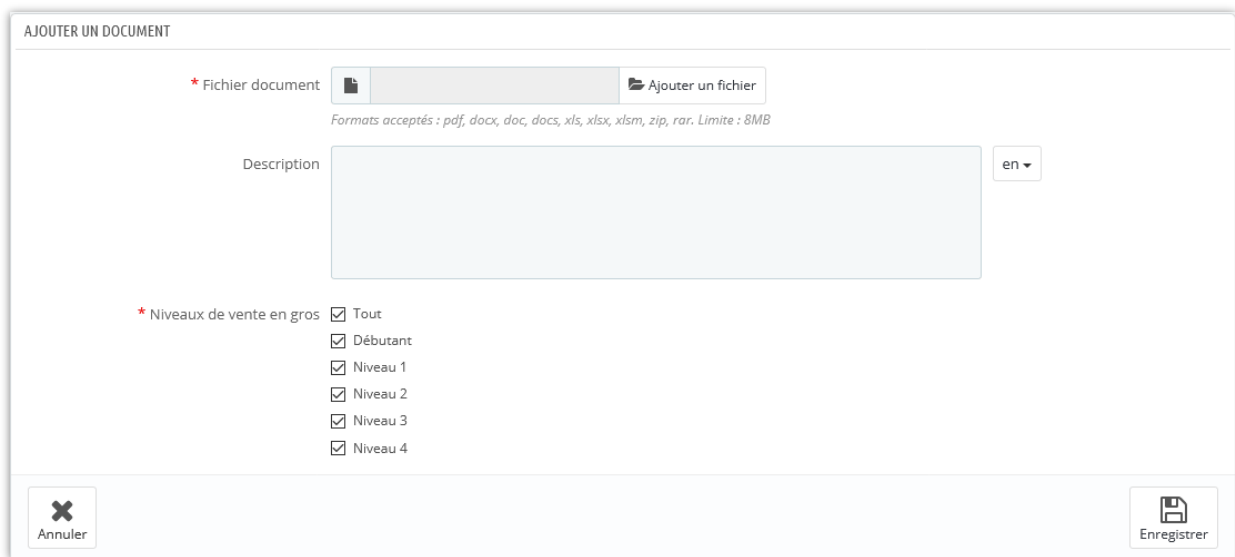 AJOUTER UN DOCUMENT
* Fichier document
Ajouter un fichier
Formats acceptés : pdf, docx, doc, docs, xls, xlsx, xlsm, zip, rar. Limite : 8MB
Description
en
* Niveaux de vente en gros
Tout
Débutant
Niveau 1
Niveau 2
Niveau 3
Niveau 4
Annuler
Enregistrer